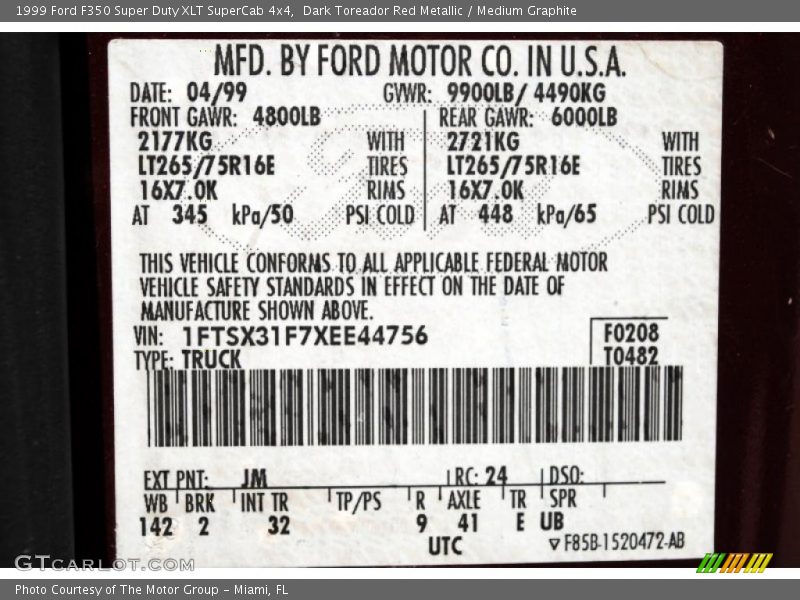 1999 Ford F350 Super Duty XLT SuperCab 4x4, Dark Toreador Red Metallic / Medium Graphite
MFD. BY FORD MOTOR CO. IN U.S.A.
DATE: 04/99 GVWR: 9900LB/ 4490KG
FRONT GAWR: 4800LB REAR GAWR: 6000LB
2177KG WITH 2721KG WITH
LT265/75R16E TIRES LT265/75R16E TIRES
16X7.0K RIMS 16X7.0K RIMS
AT 345 kPa/50 PSI COLD AT 448 kPa/65 PSI COLD
THIS VEHICLE CONFORMS TO ALL APPLICABLE FEDERAL MOTOR
VEHICLE SAFETY STANDARDS IN EFFECT ON THE DATE OF
MANUFACTURE SHOWN ABOVE.
VIN: 1FTSX31F7XEE44756 F0208
TYPE: TRUCK T0482
EXT PNT: JM RC: 24 DSO:
WB BRK INT TR TP/PS R AXLE TR SPR
142 2 32 9 41 E UB
UTC ▽F85B-1520472-AB
GTCARLOT.COM
Photo Courtesy of The Motor Group - Miami, FL